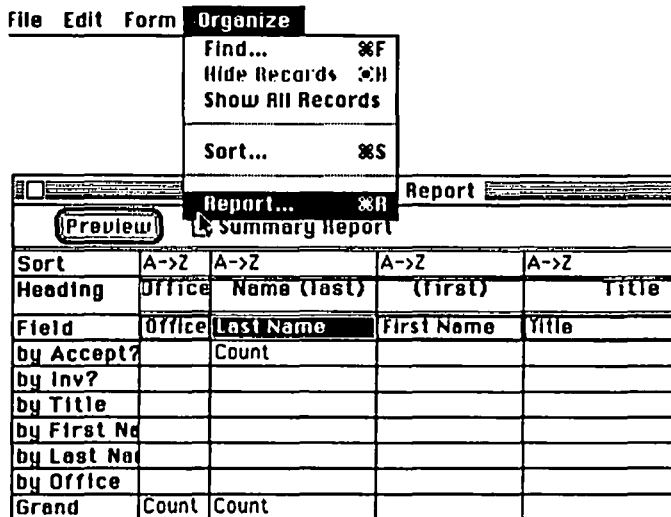 File Edit Form Organize
Find... ⌘F
Hide Records ⌘H
Show All Records
Sort... ⌘S
Report... ⌘R
Report
Preview Summary Report
Sort A->Z A->Z A->Z A->Z
Heading Office Name (last) (first) Title
Field Office Last Name First Name Title
by Accept? Count
by Inv?
by Title
by First Na
by Last Nar
by Office
Grand Count Count